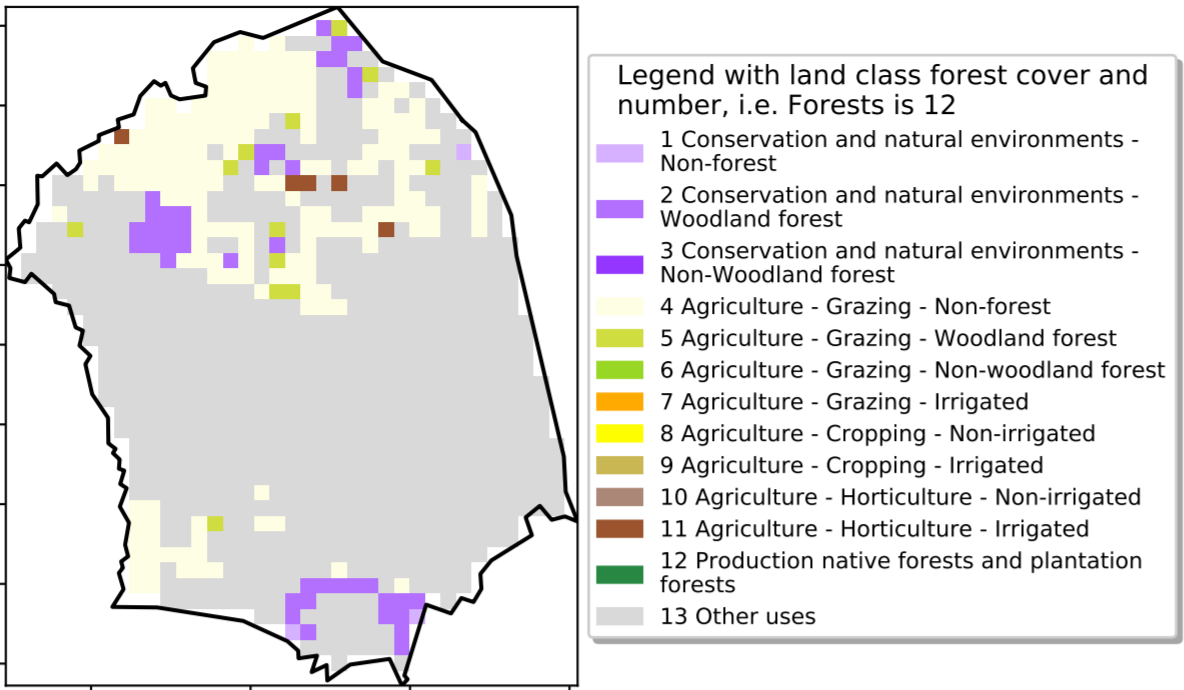 Legend with land class forest cover and
number, i.e. Forests is 12
1 Conservation and natural environments -
Non-forest
2 Conservation and natural environments -
Woodland forest
3 Conservation and natural environments -
Non-Woodland forest
4 Agriculture - Grazing - Non-forest
5 Agriculture - Grazing - Woodland forest
6 Agriculture - Grazing - Non-woodland forest
7 Agriculture - Grazing - Irrigated
8 Agriculture - Cropping - Non-irrigated
9 Agriculture - Cropping - Irrigated
10 Agriculture - Horticulture - Non-irrigated
11 Agriculture - Horticulture - Irrigated
12 Production native forests and plantation
forests
13 Other uses